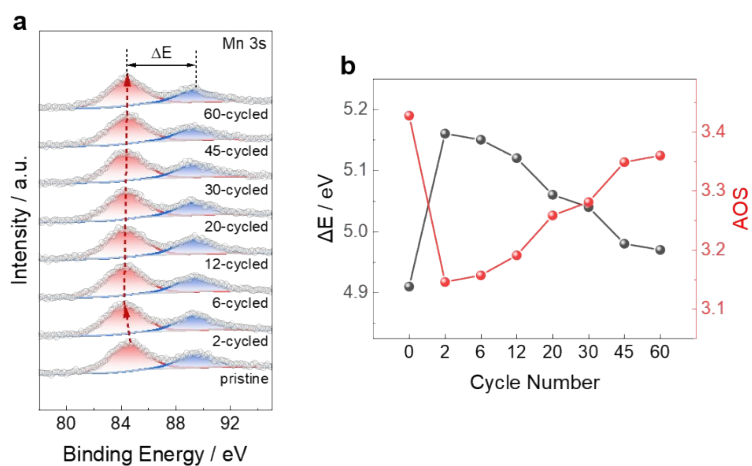 a
Mn 3s
ΔE
60-cycled
45-cycled
30-cycled
20-cycled
12-cycled
6-cycled
2-cycled
pristine
Intensity / a.u.
80 84 88 92
Binding Energy / eV
b
5.2
5.1
5.0
4.9
ΔE / eV
3.4
3.3
3.2
3.1
AOS
0 2 6 12 20 30 45 60
Cycle Number